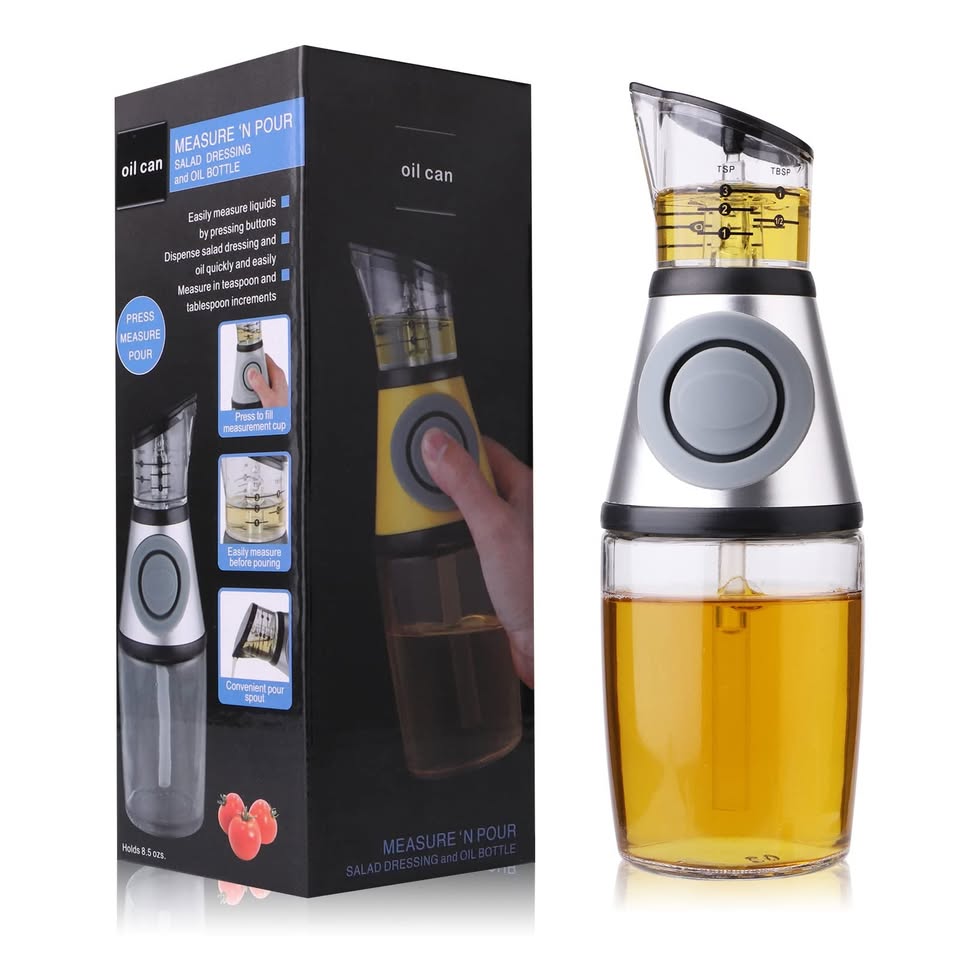 oil can
MEASURE 'N POUR
SALAD DRESSING
and OIL BOTTLE
Easily measure liquids
by pressing buttons
Dispense salad dressing and
oil quickly and easily
Measure in teaspoon and
tablespoon increments
PRESS
MEASURE
POUR
Press to fill
measurement cup
Easily measure
before pouring
Convenient pour
spout
Holds 8.5 ozs.
oil can
MEASURE 'N POUR
SALAD DRESSING and OIL BOTTLE
TSP TBSP
3 1
2 1/2
1